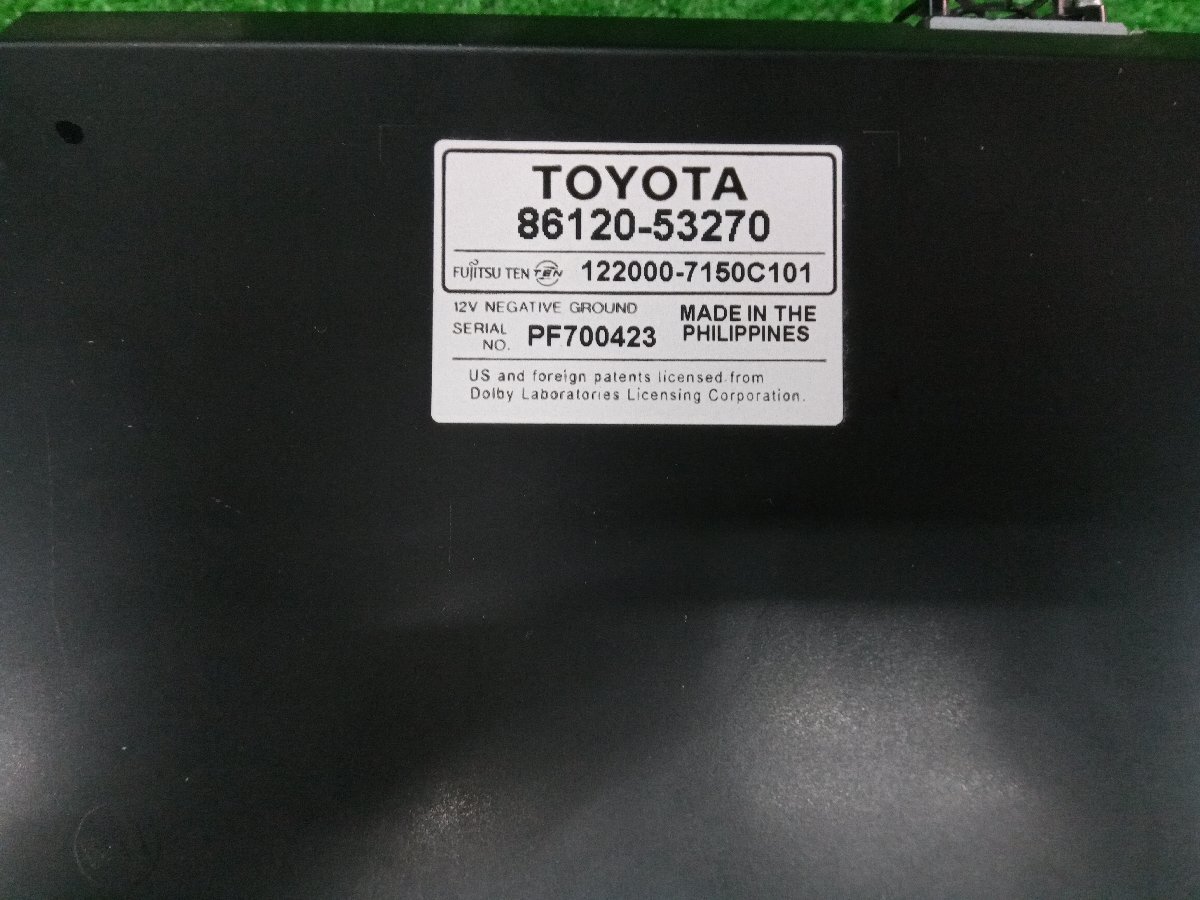 TOYOTA
86120-53270
FUJITSU TEN TEN 122000-7150C101
12V NEGATIVE GROUND
SERIAL NO. PF700423
MADE IN THE
PHILIPPINES
US and foreign patents licensed from
Dolby Laboratories Licensing Corporation.